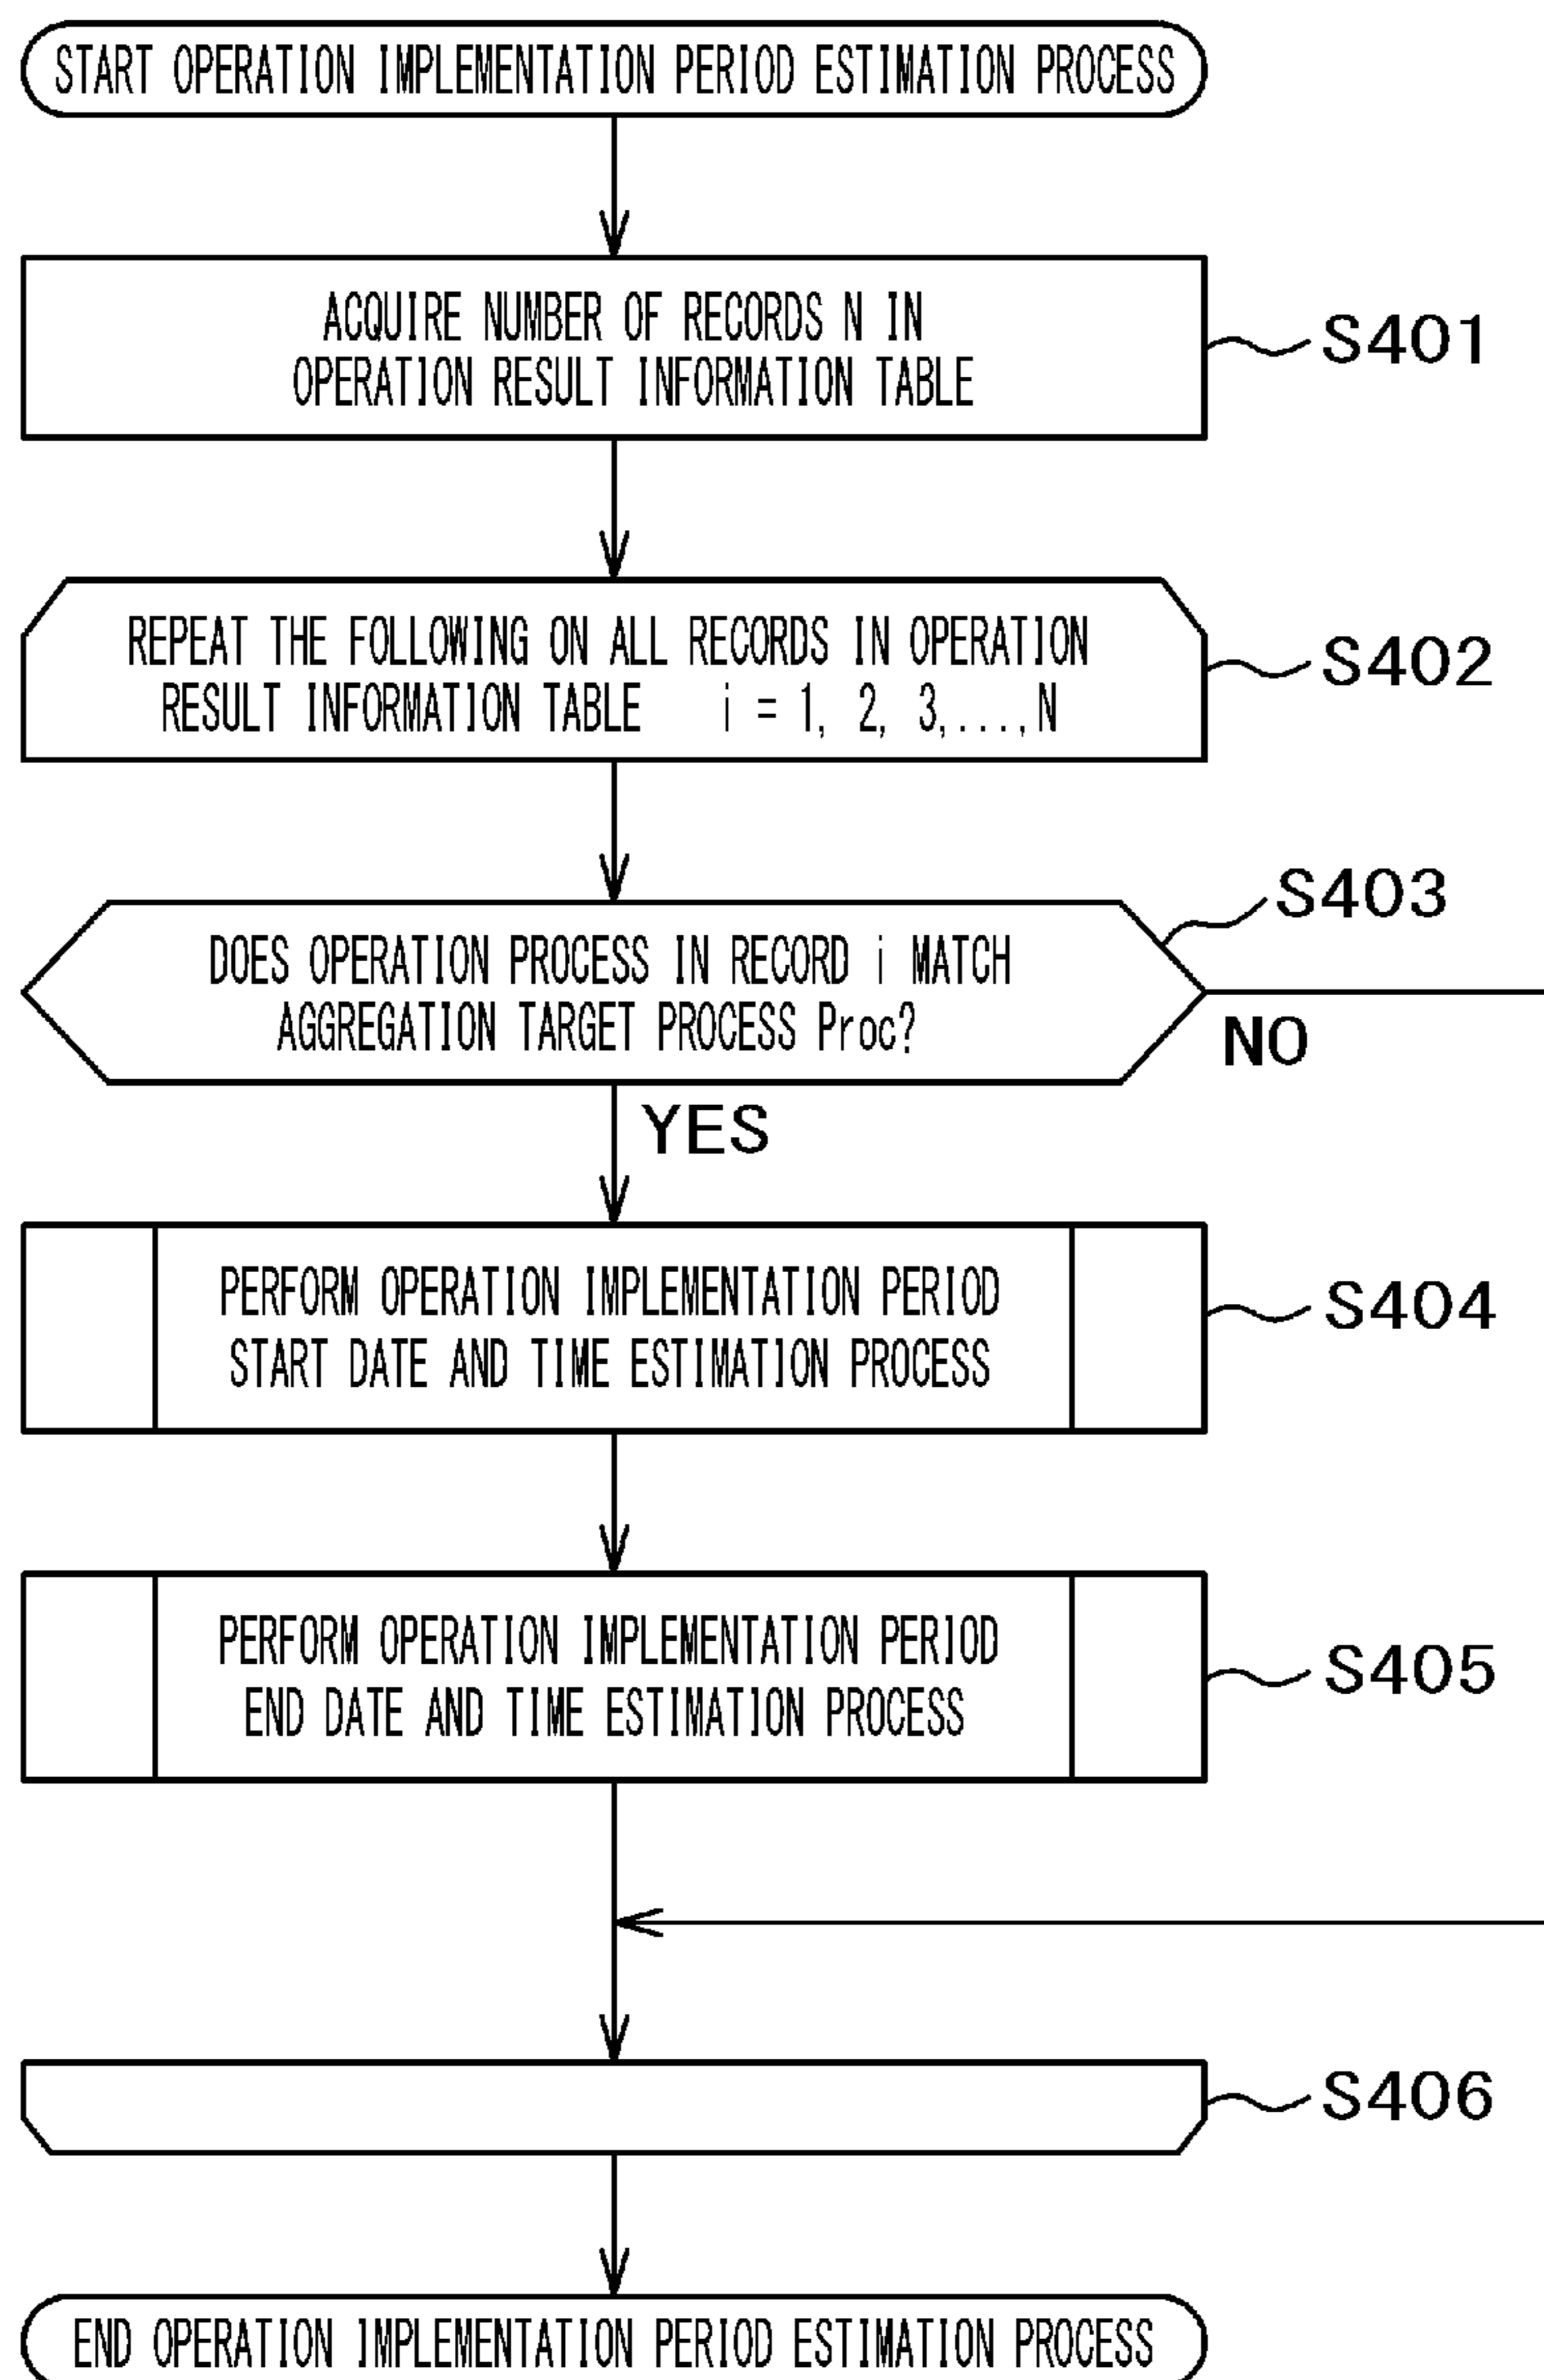 START OPERATION IMPLEMENTATION PERIOD ESTIMATION PROCESS
ACQUIRE NUMBER OF RECORDS N IN
OPERATION RESULT INFORMATION TABLE
S401
REPEAT THE FOLLOWING ON ALL RECORDS IN OPERATION
RESULT INFORMATION TABLE i = 1, 2, 3,...,N
S402
S403
DOES OPERATION PROCESS IN RECORD i MATCH
AGGREGATION TARGET PROCESS Proc?
NO
YES
PERFORM OPERATION IMPLEMENTATION PERIOD
START DATE AND TIME ESTIMATION PROCESS
S404
PERFORM OPERATION IMPLEMENTATION PERIOD
END DATE AND TIME ESTIMATION PROCESS
S405
S406
END OPERATION IMPLEMENTATION PERIOD ESTIMATION PROCESS